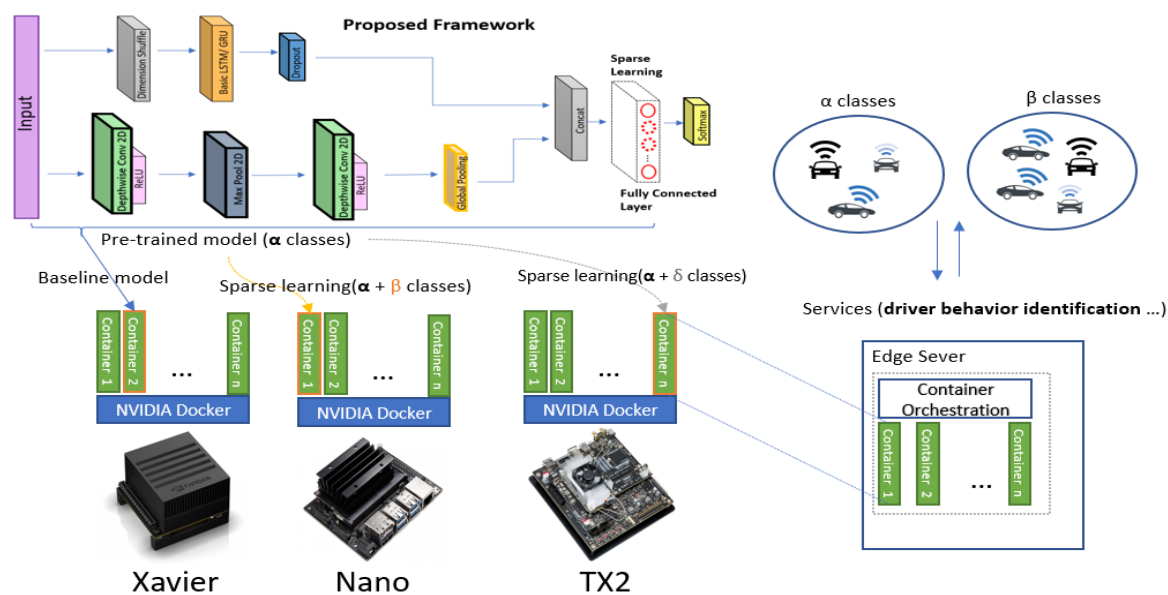 Proposed Framework
Input
Dimension Shuffle
Basic LSTM/ GRU
Dropout
Depthwise Conv 2D
ReLU
Max Pool 2D
Depthwise Conv 2D
ReLU
Global Pooling
Concat
Sparse
Learning
Softmax
Fully Connected
Layer
α classes
β classes
Pre-trained model (α classes)
Baseline model
Sparse learning(α + β classes)
Sparse learning(α + δ classes)
Services (driver behavior identification ...)
Container 1
Container 2
...
Container n
NVIDIA Docker
Container 1
Container 2
...
Container n
NVIDIA Docker
Container 1
Container 2
...
Container n
NVIDIA Docker
Edge Sever
Container
Orchestration
Container 1
Container 2
...
Container n
Xavier
Nano
TX2